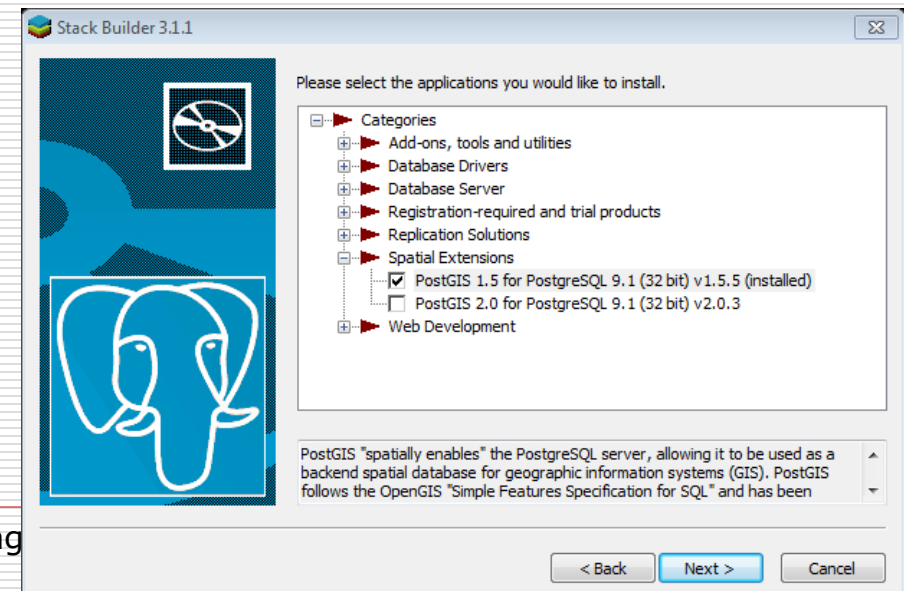 Stack Builder 3.1.1
Please select the applications you would like to install.
Categories
Add-ons, tools and utilities
Database Drivers
Database Server
Registration-required and trial products
Replication Solutions
Spatial Extensions
PostGIS 1.5 for PostgreSQL 9.1 (32 bit) v1.5.5 (installed)
PostGIS 2.0 for PostgreSQL 9.1 (32 bit) v2.0.3
Web Development
PostGIS "spatially enables" the PostgreSQL server, allowing it to be used as a
backend spatial database for geographic information systems (GIS). PostGIS
follows the OpenGIS "Simple Features Specification for SQL" and has been
< Back Next > Cancel